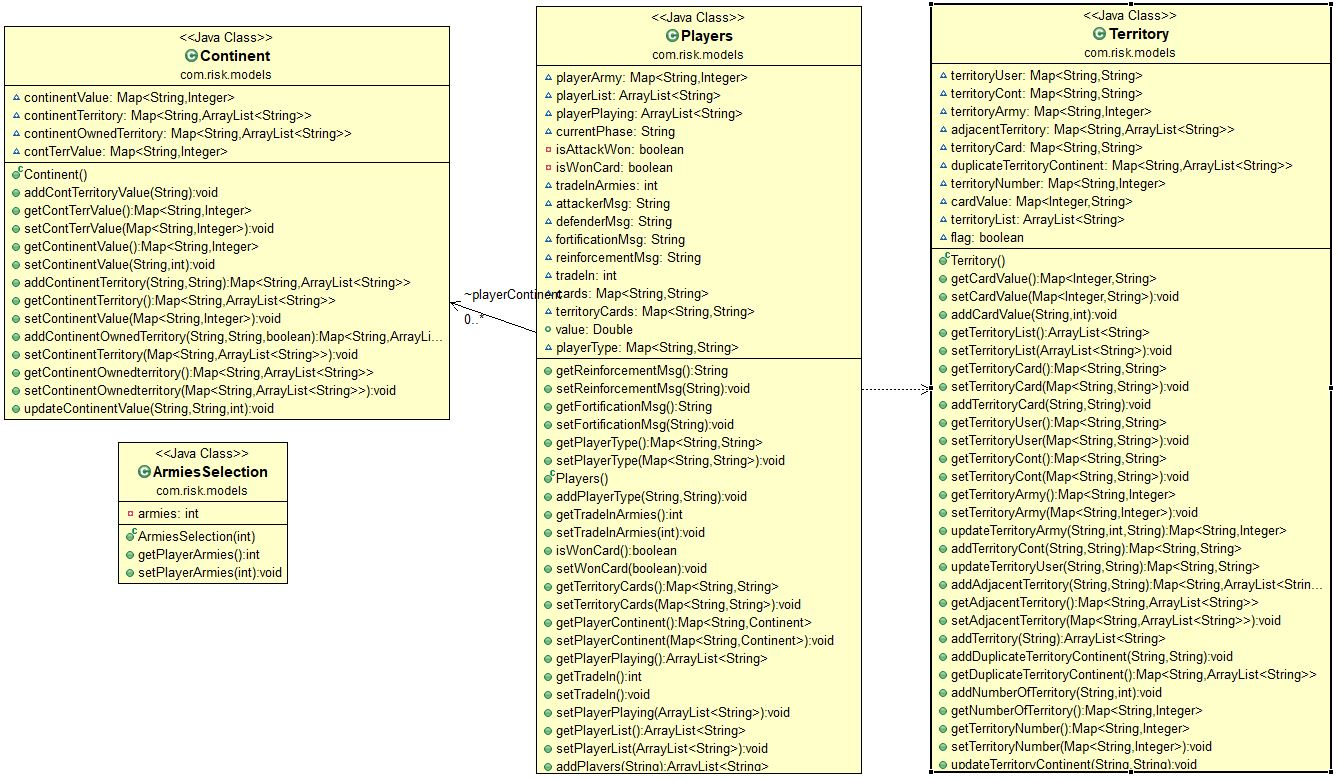 <<Java Class>>
Continent
com.risk.models
continentValue: Map<String,Integer>
continentTerritory: Map<String,ArrayList<String>>
continentOwnedTerritory: Map<String,ArrayList<String>>
contTerrValue: Map<String,Integer>
Continent()
addContTerritoryValue(String):void
getContTerrValue():Map<String,Integer>
setContTerrValue(Map<String,Integer>):void
getContinentValue():Map<String,Integer>
setContinentValue(String,int):void
addContinentTerritory(String,String):Map<String,ArrayList<String>>
getContinentTerritory():Map<String,ArrayList<String>>
setContinentValue(Map<String,Integer>):void
addContinentOwnedTerritory(String,String,boolean):Map<String,ArrayLi...
setContinentTerritory(Map<String,ArrayList<String>>):void
getContinentOwnedterritory():Map<String,ArrayList<String>>
setContinentOwnedterritory(Map<String,ArrayList<String>>):void
updateContinentValue(String,String,int):void
<<Java Class>>
ArmiesSelection
com.risk.models
armies: int
ArmiesSelection(int)
getPlayerArmies():int
setPlayerArmies(int):void
~playerContinent
0..*
<<Java Class>>
Players
com.risk.models
playerArmy: Map<String,Integer>
playerList: ArrayList<String>
playerPlaying: ArrayList<String>
currentPhase: String
isAttackWon: boolean
isWonCard: boolean
tradeInArmies: int
attackerMsg: String
defenderMsg: String
fortificationMsg: String
reinforcementMsg: String
tradeIn: int
cards: Map<String,String>
territoryCards: Map<String,String>
value: Double
playerType: Map<String,String>
getReinforcementMsg():String
setReinforcementMsg(String):void
getFortificationMsg():String
setFortificationMsg(String):void
getPlayerType():Map<String,String>
setPlayerType(Map<String,String>):void
Players()
addPlayerType(String,String):void
getTradeInArmies():int
setTradeInArmies(int):void
isWonCard():boolean
setWonCard(boolean):void
getTerritoryCards():Map<String,String>
setTerritoryCards(Map<String,String>):void
getPlayerContinent():Map<String,Continent>
setPlayerContinent(Map<String,Continent>):void
getPlayerPlaying():ArrayList<String>
getTradeIn():int
setTradeIn():void
setPlayerPlaying(ArrayList<String>):void
getPlayerList():ArrayList<String>
setPlayerList(ArrayList<String>):void
addPlayers(String):ArrayList<String>
<<Java Class>>
Territory
com.risk.models
territoryUser: Map<String,String>
territoryCont: Map<String,String>
territoryArmy: Map<String,Integer>
adjacentTerritory: Map<String,ArrayList<String>>
territoryCard: Map<String,String>
duplicateTerritoryContinent: Map<String,ArrayList<String>>
territoryNumber: Map<String,Integer>
cardValue: Map<Integer,String>
territoryList: ArrayList<String>
flag: boolean
Territory()
getCardValue():Map<Integer,String>
setCardValue(Map<Integer,String>):void
addCardValue(String,int):void
getTerritoryList():ArrayList<String>
setTerritoryList(ArrayList<String>):void
getTerritoryCard():Map<String,String>
setTerritoryCard(Map<String,String>):void
addTerritoryCard(String,String):void
getTerritoryUser():Map<String,String>
setTerritoryUser(Map<String,String>):void
getTerritoryCont():Map<String,String>
setTerritoryCont(Map<String,String>):void
getTerritoryArmy():Map<String,Integer>
setTerritoryArmy(Map<String,Integer>):void
updateTerritoryArmy(String,int,String):Map<String,Integer>
addTerritoryCont(String,String):Map<String,String>
updateTerritoryUser(String,String):Map<String,String>
addAdjacentTerritory(String,String):Map<String,ArrayList<Strin...
getAdjacentTerritory():Map<String,ArrayList<String>>
setAdjacentTerritory(Map<String,ArrayList<String>>):void
addTerritory(String):ArrayList<String>
addDuplicateTerritoryContinent(String,String):void
getDuplicateTerritoryContinent():Map<String,ArrayList<String>>
addNumberOfTerritory(String,int):void
getNumberOfTerritory():Map<String,Integer>
getTerritoryNumber():Map<String,Integer>
setTerritoryNumber(Map<String,Integer>):void
updateTerritoryContinent(String,String):void